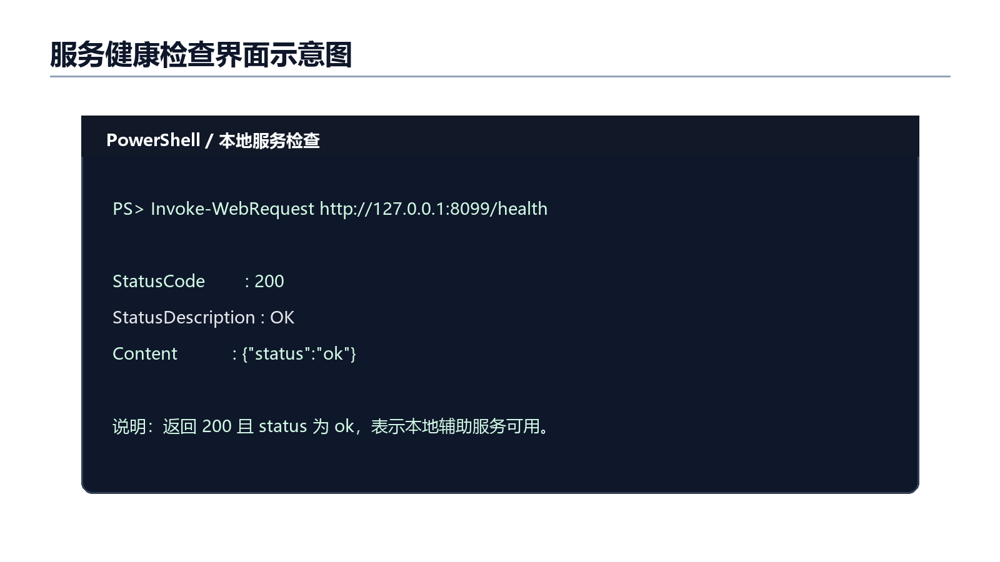 服务健康检查界面示意图
PowerShell / 本地服务检查
PS> Invoke-WebRequest http://127.0.0.1:8099/health
StatusCode        : 200
StatusDescription : OK
Content           : {"status":"ok"}
说明：返回 200 且 status 为 ok，表示本地辅助服务可用。